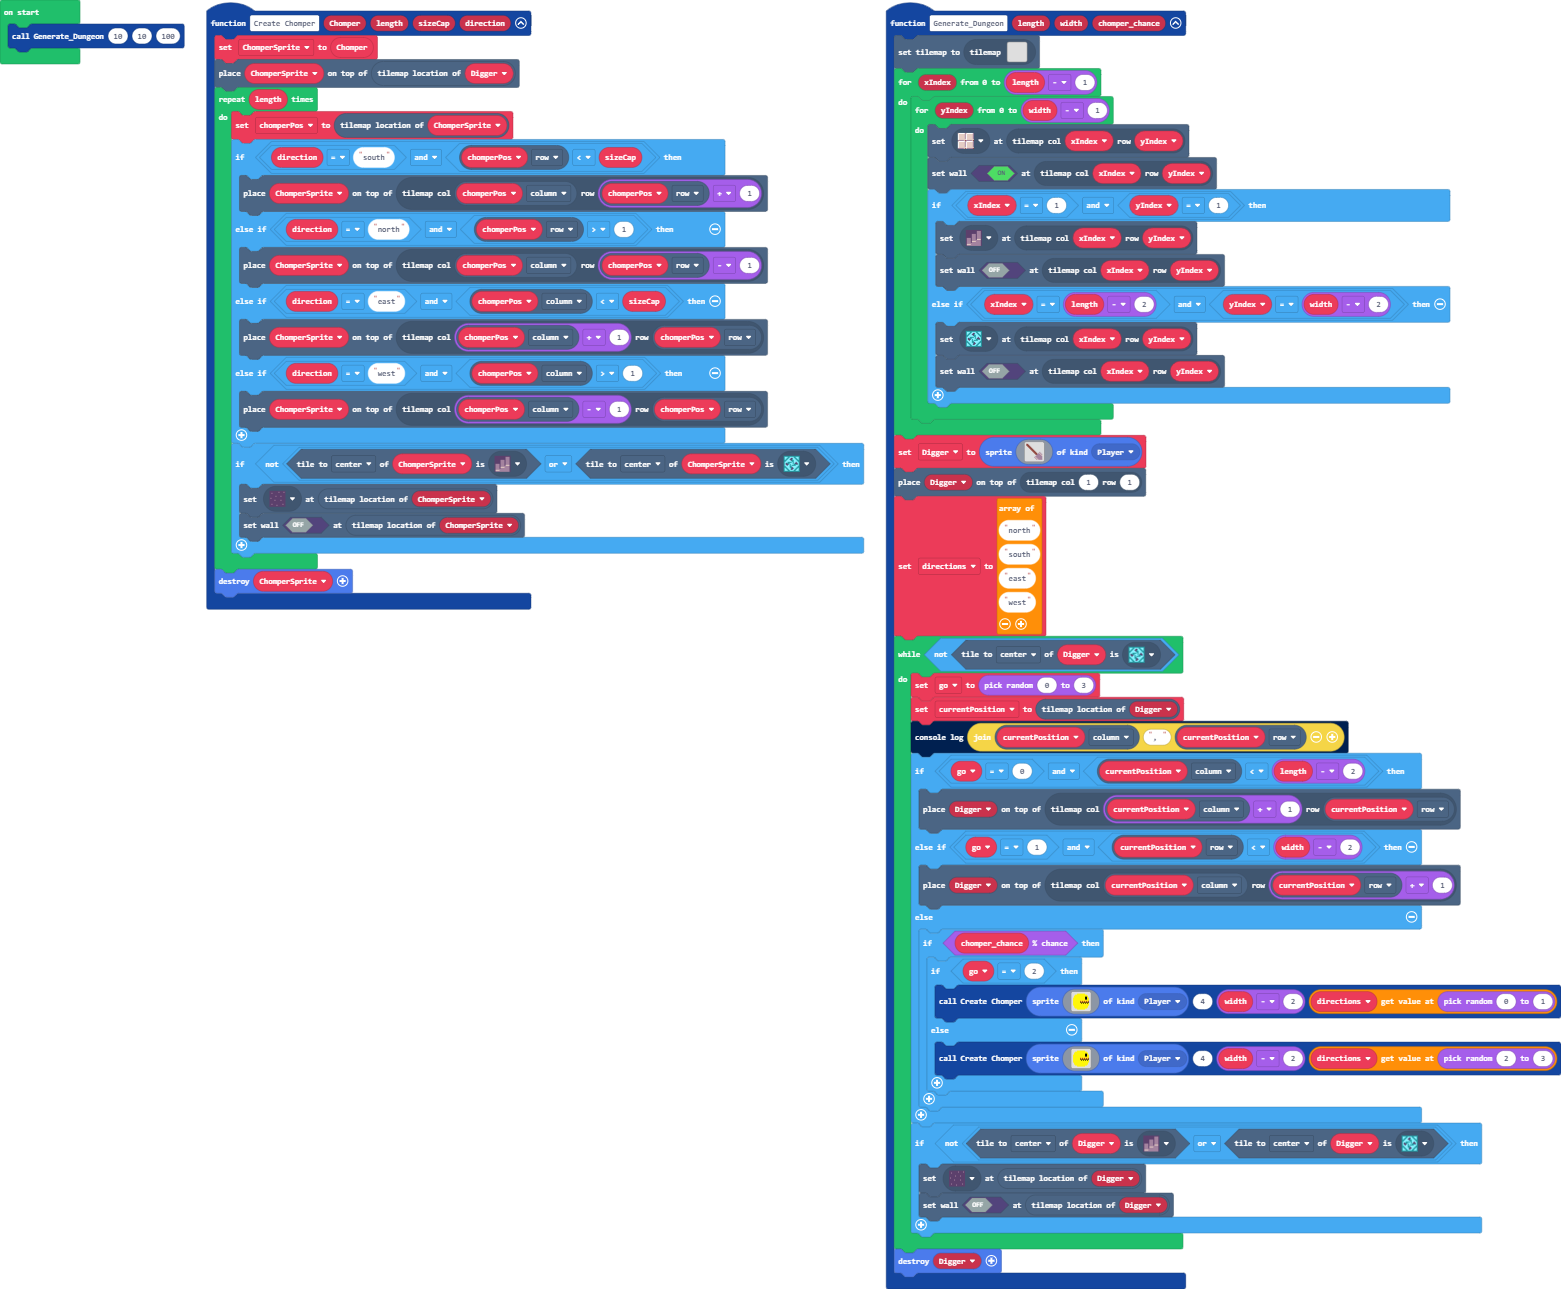 on start
call Generate_Dungeon 10 10 100
function Create Chomper Chomper length sizeCap direction
set ChomperSprite to Chomper
place ChomperSprite on top of tilemap location of Digger
repeat length times
do
set chomperPos to tilemap location of ChomperSprite
if direction = "south" and chomperPos row < sizeCap then
place ChomperSprite on top of tilemap col chomperPos column row chomperPos row + 1
else if direction = "north" and chomperPos row > 1 then
place ChomperSprite on top of tilemap col chomperPos column row chomperPos row - 1
else if direction = "east" and chomperPos column < sizeCap then
place ChomperSprite on top of tilemap col chomperPos column + 1 row chomperPos row
else if direction = "west" and chomperPos column > 1 then
place ChomperSprite on top of tilemap col chomperPos column - 1 row chomperPos row
if not tile to center of ChomperSprite is or tile to center of ChomperSprite is then
set at tilemap location of ChomperSprite
set wall OFF at tilemap location of ChomperSprite
destroy ChomperSprite
function Generate_Dungeon length width chomper_chance
set tilemap to tilemap
for xIndex from 0 to length - 1
do
for yIndex from 0 to width - 1
do
set at tilemap col xIndex row yIndex
set wall ON at tilemap col xIndex row yIndex
if xIndex = 1 and yIndex = 1 then
set at tilemap col xIndex row yIndex
set wall OFF at tilemap col xIndex row yIndex
else if xIndex = length - 2 and yIndex = width - 2 then
set at tilemap col xIndex row yIndex
set wall OFF at tilemap col xIndex row yIndex
set Digger to sprite of kind Player
place Digger on top of tilemap col 1 row 1
set directions to array of "north" "south" "east" "west"
while not tile to center of Digger is
do
set go to pick random 0 to 3
set currentPosition to tilemap location of Digger
console log join currentPosition column "," currentPosition row
if go = 0 and currentPosition column < length - 2 then
place Digger on top of tilemap col currentPosition column + 1 row currentPosition row
else if go = 1 and currentPosition row < width - 2 then
place Digger on top of tilemap col currentPosition column row currentPosition row + 1
else
if chomper_chance % chance then
if go = 2 then
call Create Chomper sprite of kind Player 4 width - 2 directions get value at pick random 0 to 1
else
call Create Chomper sprite of kind Player 4 width - 2 directions get value at pick random 2 to 3
if not tile to center of Digger is or tile to center of Digger is then
set at tilemap location of Digger
set wall OFF at tilemap location of Digger
destroy Digger